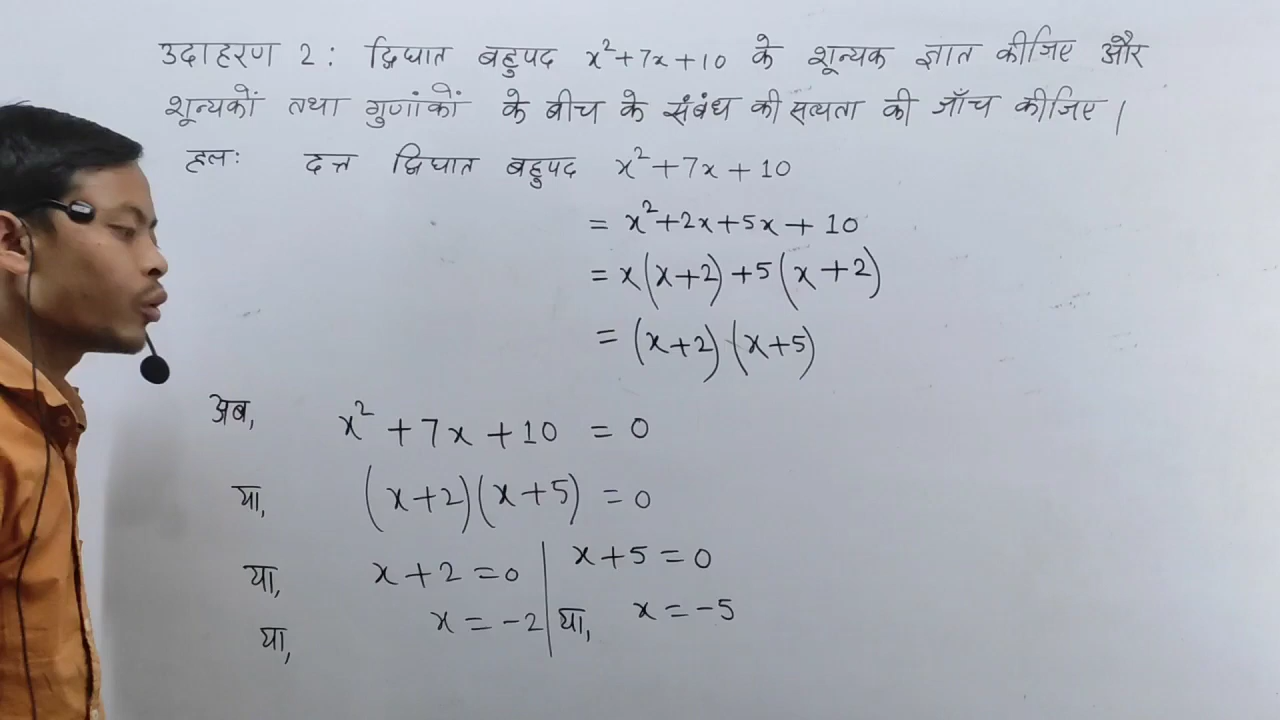 उदाहरण 2: द्विघात बहुपद x²+7x+10 के शून्यक ज्ञात कीजिए और
शून्यकों तथा गुणांकों के बीच के संबंध की सत्यता की जाँच कीजिए।
हल: दत्त द्विघात बहुपद x²+7x+10
= x²+2x+5x+10
= x(x+2)+5(x+2)
= (x+2)(x+5)
अब, x²+7x+10 = 0
या, (x+2)(x+5) = 0
या, x+2=0 | x+5=0
या, x=-2 | या, x=-5